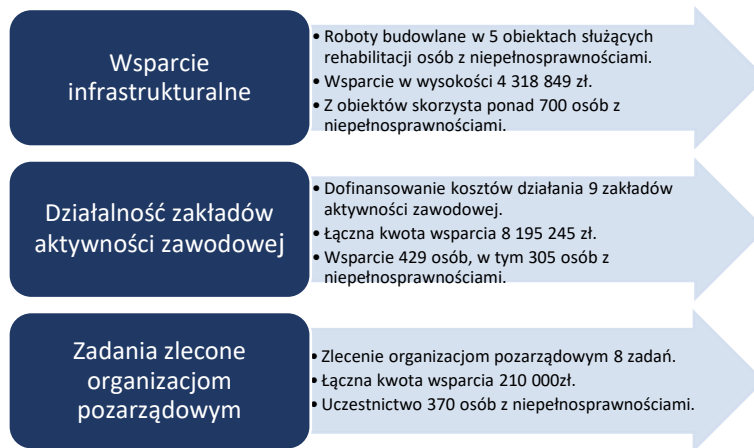 Wsparcie
infrastrukturalne
• Roboty budowlane w 5 obiektach służących
rehabilitacji osób z niepełnosprawnościami.
• Wsparcie w wysokości 4 318 849 zł.
• Z obiektów skorzysta ponad 700 osób z
niepełnosprawnościami.
Działalność zakładów
aktywności zawodowej
• Dofinansowanie kosztów działania 9 zakładów
aktywności zawodowej.
• Łączna kwota wsparcia 8 195 245 zł.
• Wsparcie 429 osób, w tym 305 osób z
niepełnosprawnościami.
Zadania zlecone
organizacjom
pozarządowym
• Zlecenie organizacjom pozarządowym 8 zadań.
• Łączna kwota wsparcia 210 000zł.
• Uczestnictwo 370 osób z niepełnosprawnościami.